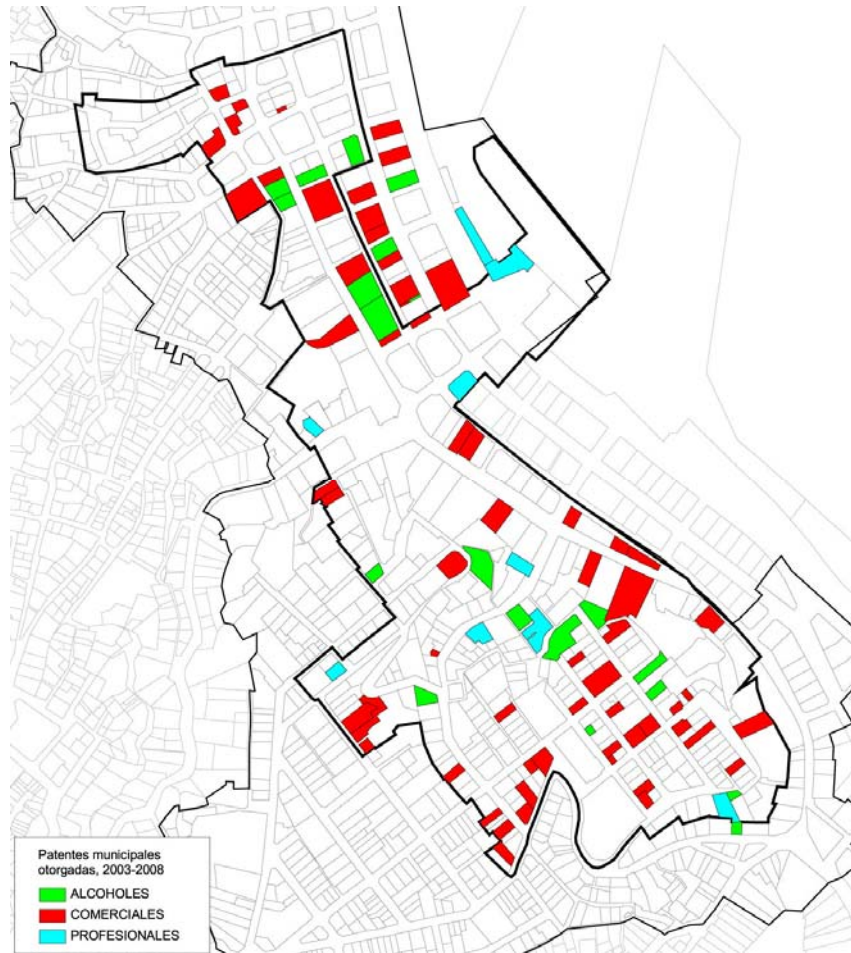 Patentes municipales
otorgadas, 2003-2008
ALCOHOLES
COMERCIALES
PROFESIONALES